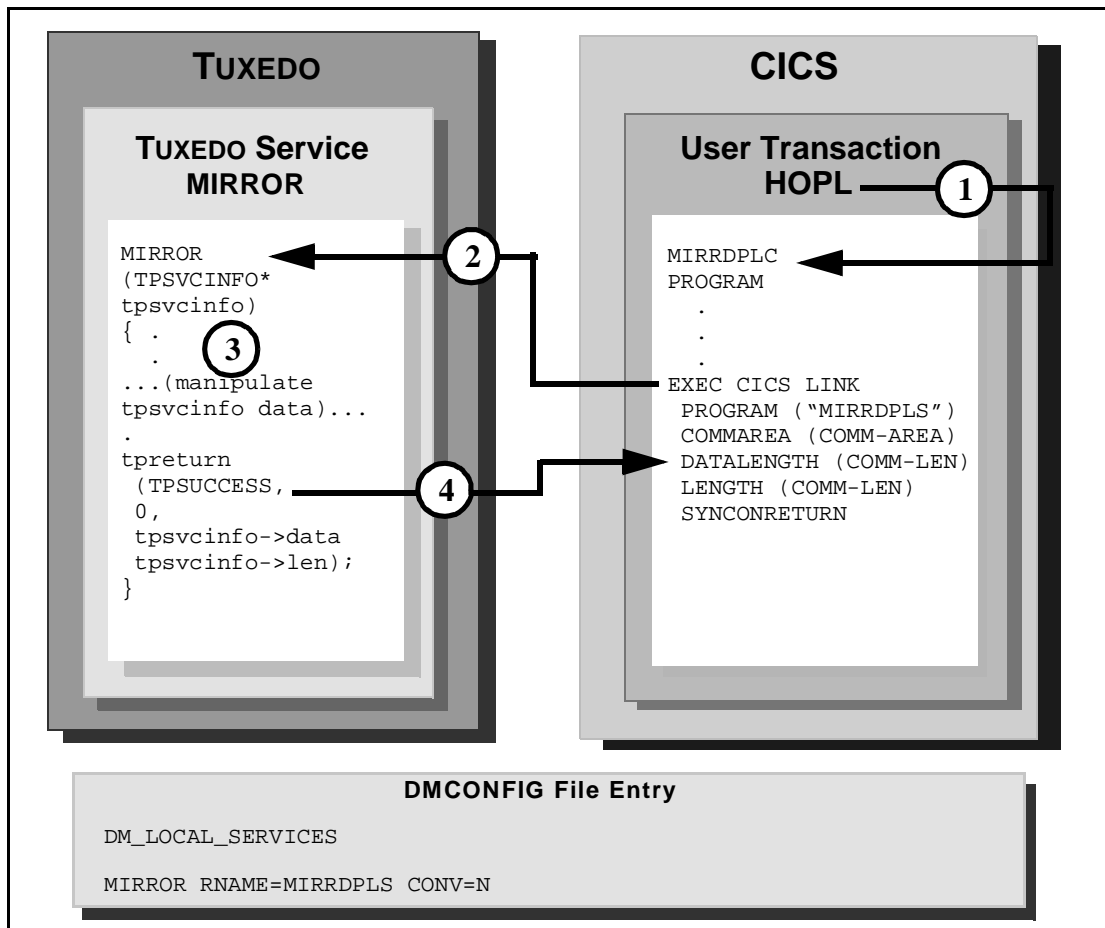 TUXEDO
TUXEDO Service
MIRROR
MIRROR
(TPSVCINFO*
tpsvcinfo)
{ .
.
3
...(manipulate
tpsvcinfo data)...
.
tpreturn
(TPSUCCESS,
0,
tpsvcinfo->data
tpsvcinfo->len);
}
2
4
CICS
User Transaction
HOPL
1
MIRRDPLC
PROGRAM
.
.
.
EXEC CICS LINK
PROGRAM (“MIRRDPLS”)
COMMAREA (COMM-AREA)
DATALENGTH (COMM-LEN)
LENGTH (COMM-LEN)
SYNCONRETURN
DMCONFIG File Entry
DM_LOCAL_SERVICES
MIRROR RNAME=MIRRDPLS CONV=N